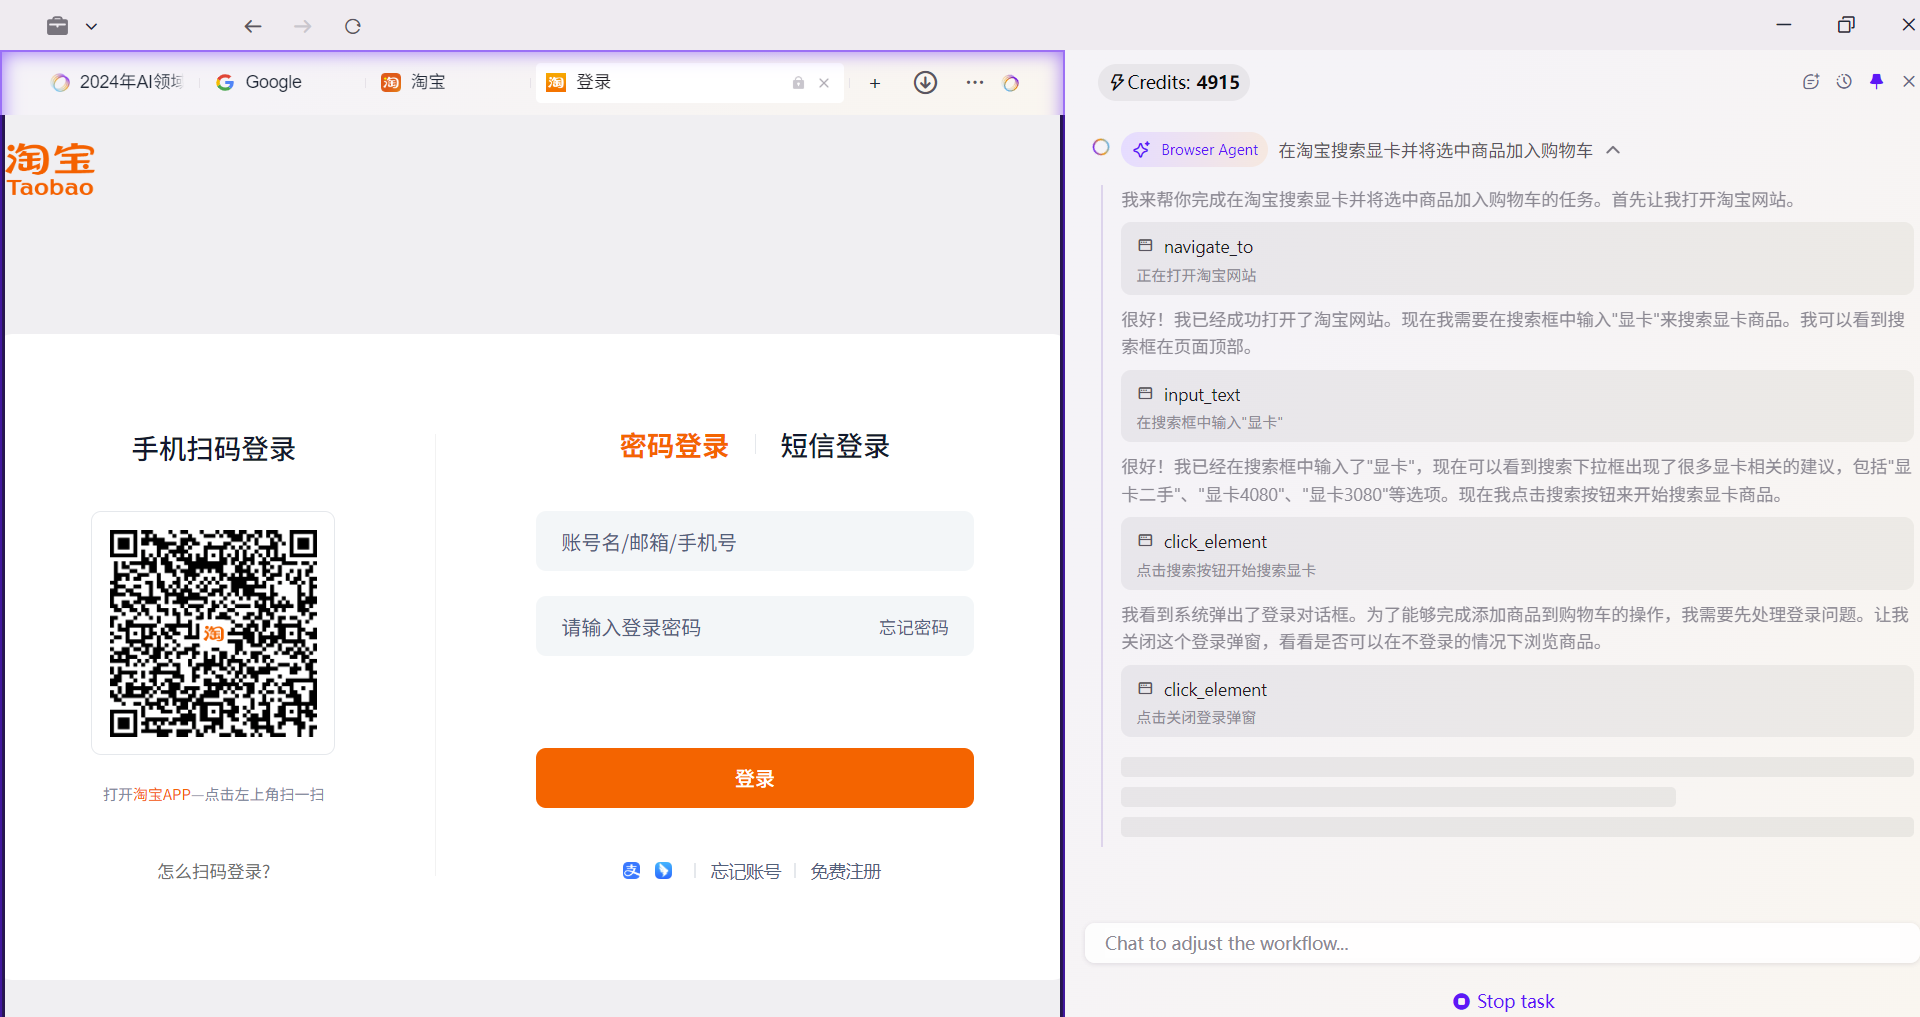 2024年AI领域
Google
淘宝
登录
淘宝
Taobao
手机扫码登录
淘
打开淘宝APP—点击左上角扫一扫
怎么扫码登录?
密码登录
短信登录
账号名/邮箱/手机号
请输入登录密码
忘记密码
登录
忘记账号
免费注册
Credits: 4915
Browser Agent
在淘宝搜索显卡并将选中商品加入购物车
我来帮你完成在淘宝搜索显卡并将选中商品加入购物车的任务。首先让我打开淘宝网站。
navigate_to
正在打开淘宝网站
很好！我已经成功打开了淘宝网站。现在我需要在搜索框中输入"显卡"来搜索显卡商品。我可以看到搜
索框在页面顶部。
input_text
在搜索框中输入"显卡"
很好！我已经在搜索框中输入了"显卡"，现在可以看到搜索下拉框出现了很多显卡相关的建议，包括"显
卡二手"、"显卡4080"、"显卡3080"等选项。现在我点击搜索按钮来开始搜索显卡商品。
click_element
点击搜索按钮开始搜索显卡
我看到系统弹出了登录对话框。为了能够完成添加商品到购物车的操作，我需要先处理登录问题。让我
关闭这个登录弹窗，看看是否可以在不登录的情况下浏览商品。
click_element
点击关闭登录弹窗
Chat to adjust the workflow...
Stop task